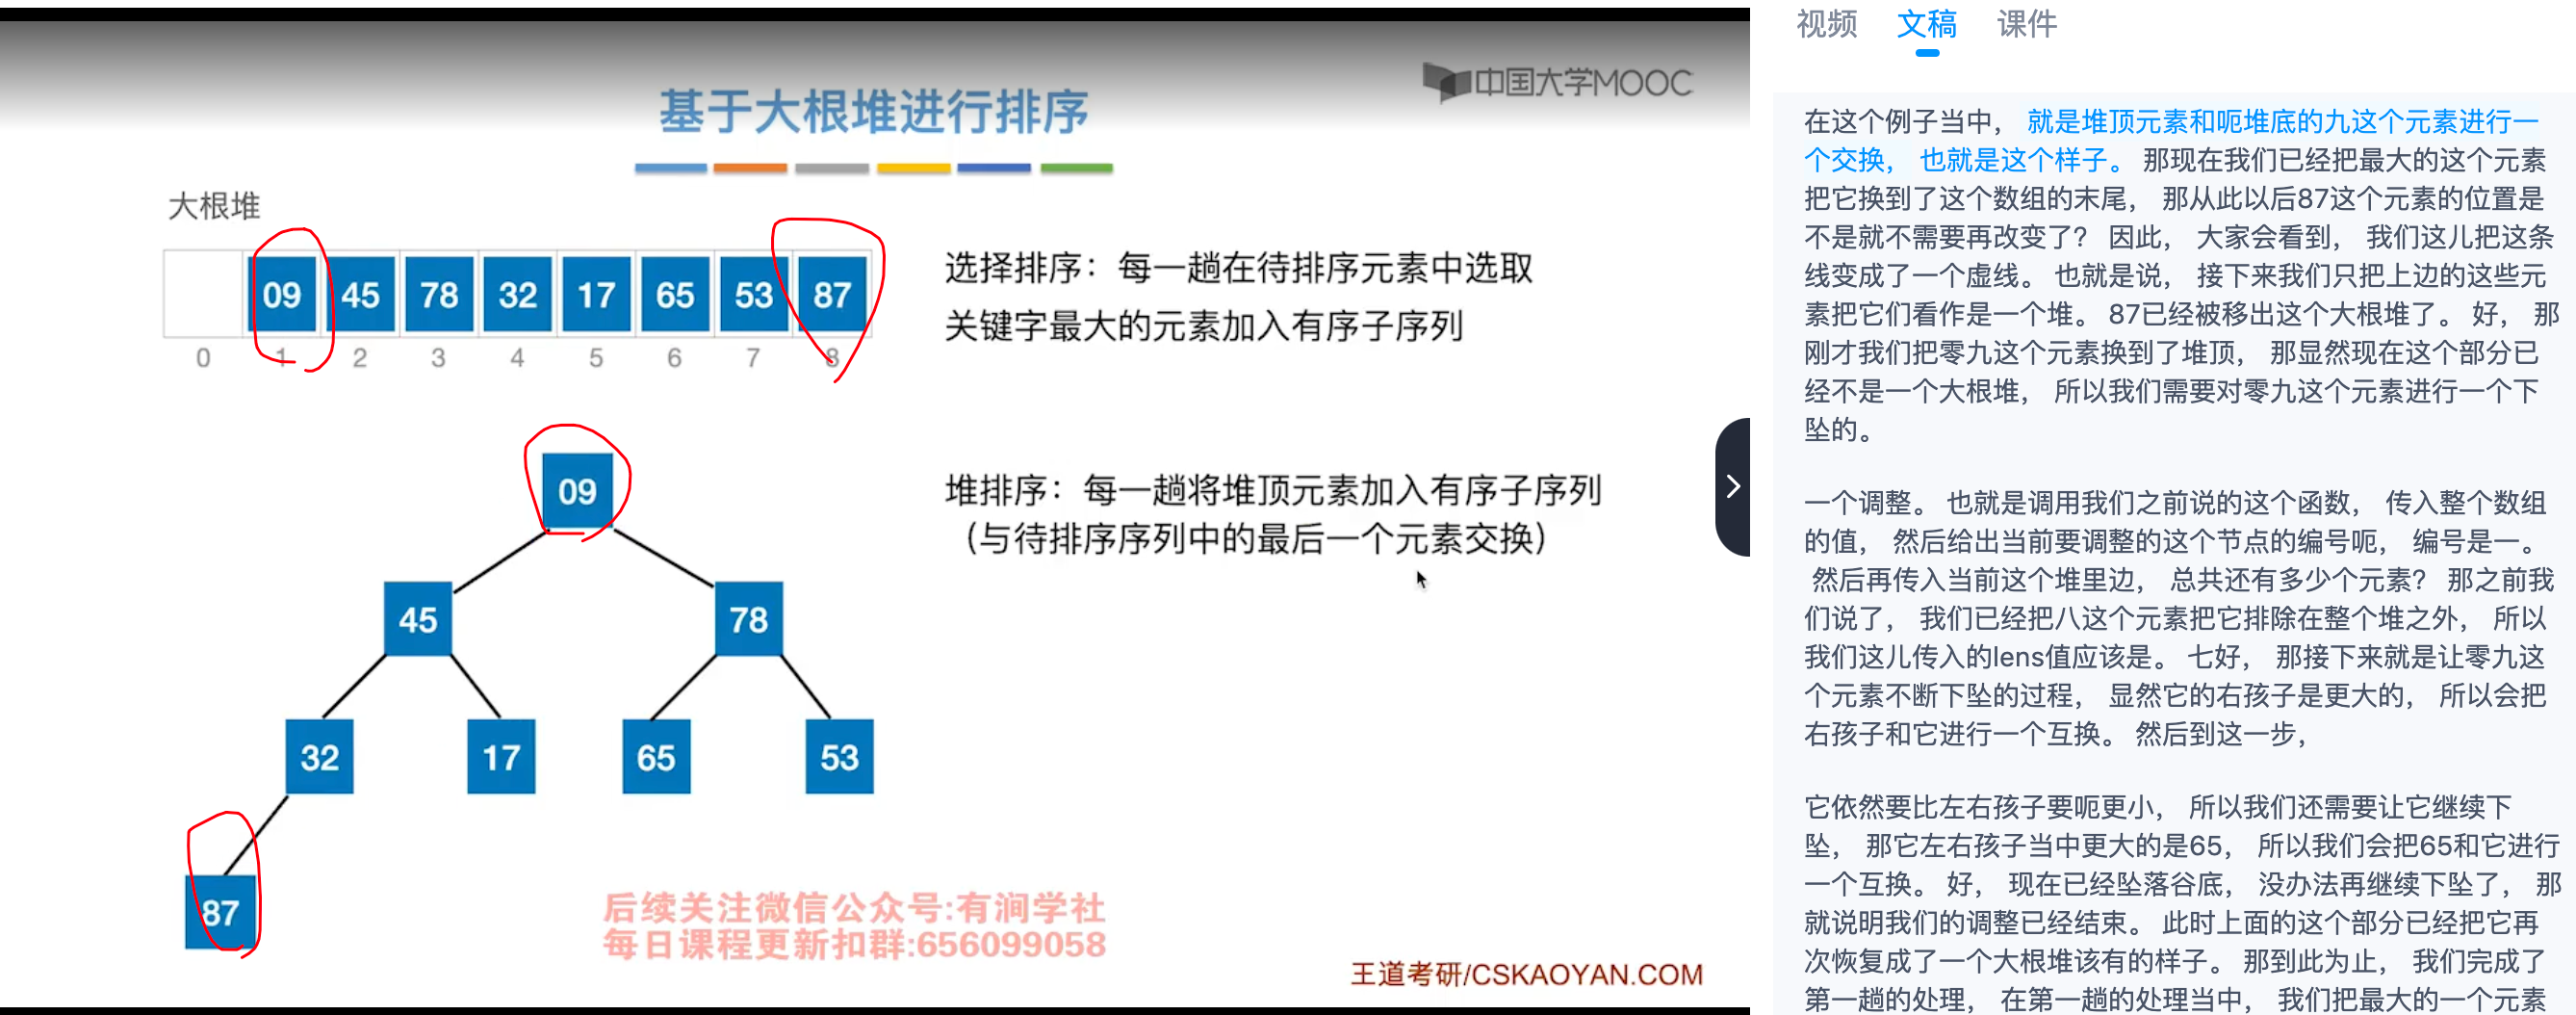 中国大学MOOC
基于大根堆进行排序
大根堆
09 45 78 32 17 65 53 87
0 1 2 3 4 5 6 7 8
选择排序：每一趟在待排序元素中选取
关键字最大的元素加入有序子序列
堆排序：每一趟将堆顶元素加入有序子序列
（与待排序序列中的最后一个元素交换）
09
45 78
32 17 65 53
87
后续关注微信公众号:有涧学社
每日课程更新扣群:656099058
王道考研/CSKAOYAN.COM
视频 文稿 课件
在这个例子当中， 就是堆顶元素和呃堆底的九这个元素进行一
个交换， 也就是这个样子。 那现在我们已经把最大的这个元素
把它换到了这个数组的末尾， 那从此以后87这个元素的位置是
不是就不需要再改变了？ 因此， 大家会看到， 我们这儿把这条
线变成了一个虚线。 也就是说， 接下来我们只把上边的这些元
素把它们看作是一个堆。 87已经被移出这个大根堆了。 好， 那
刚才我们把零九这个元素换到了堆顶， 那显然现在这个部分已
经不是一个大根堆， 所以我们需要对零九这个元素进行一个下
坠的。
一个调整。 也就是调用我们之前说的这个函数， 传入整个数组
的值， 然后给出当前要调整的这个节点的编号呃， 编号是一。
然后再传入当前这个堆里边， 总共还有多少个元素？ 那之前我
们说了， 我们已经把八这个元素把它排除在整个堆之外， 所以
我们这儿传入的lens值应该是。 七好， 那接下来就是让零九这
个元素不断下坠的过程， 显然它的右孩子是更大的， 所以会把
右孩子和它进行一个互换。 然后到这一步，
它依然要比左右孩子要呃更小， 所以我们还需要让它继续下
坠， 那它左右孩子当中更大的是65， 所以我们会把65和它进行
一个互换。 好， 现在已经坠落谷底， 没办法再继续下坠了， 那
就说明我们的调整已经结束。 此时上面的这个部分已经把它再
次恢复成了一个大根堆该有的样子。 那到此为止， 我们完成了
第一趟的处理， 在第一趟的处理当中， 我们把最大的一个元素